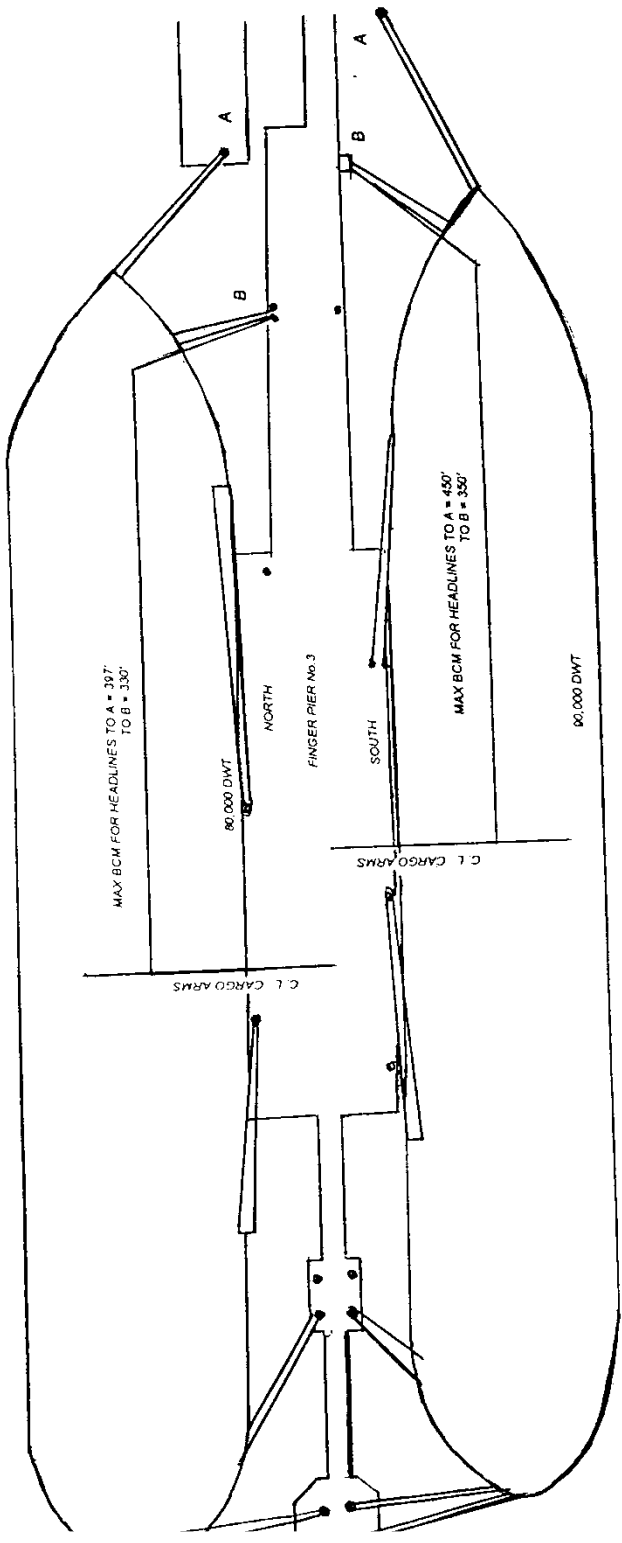 A
A
B
B
MAX BCM FOR HEADLINES TO A = 397'
TO B = 330'
MAX BCM FOR HEADLINES TO A = 450'
TO B = 350'
NORTH
FINGER PIER No.3
SOUTH
80,000 DWT
90,000 DWT
C.L. CARGO ARMS
C.L. CARGO ARMS